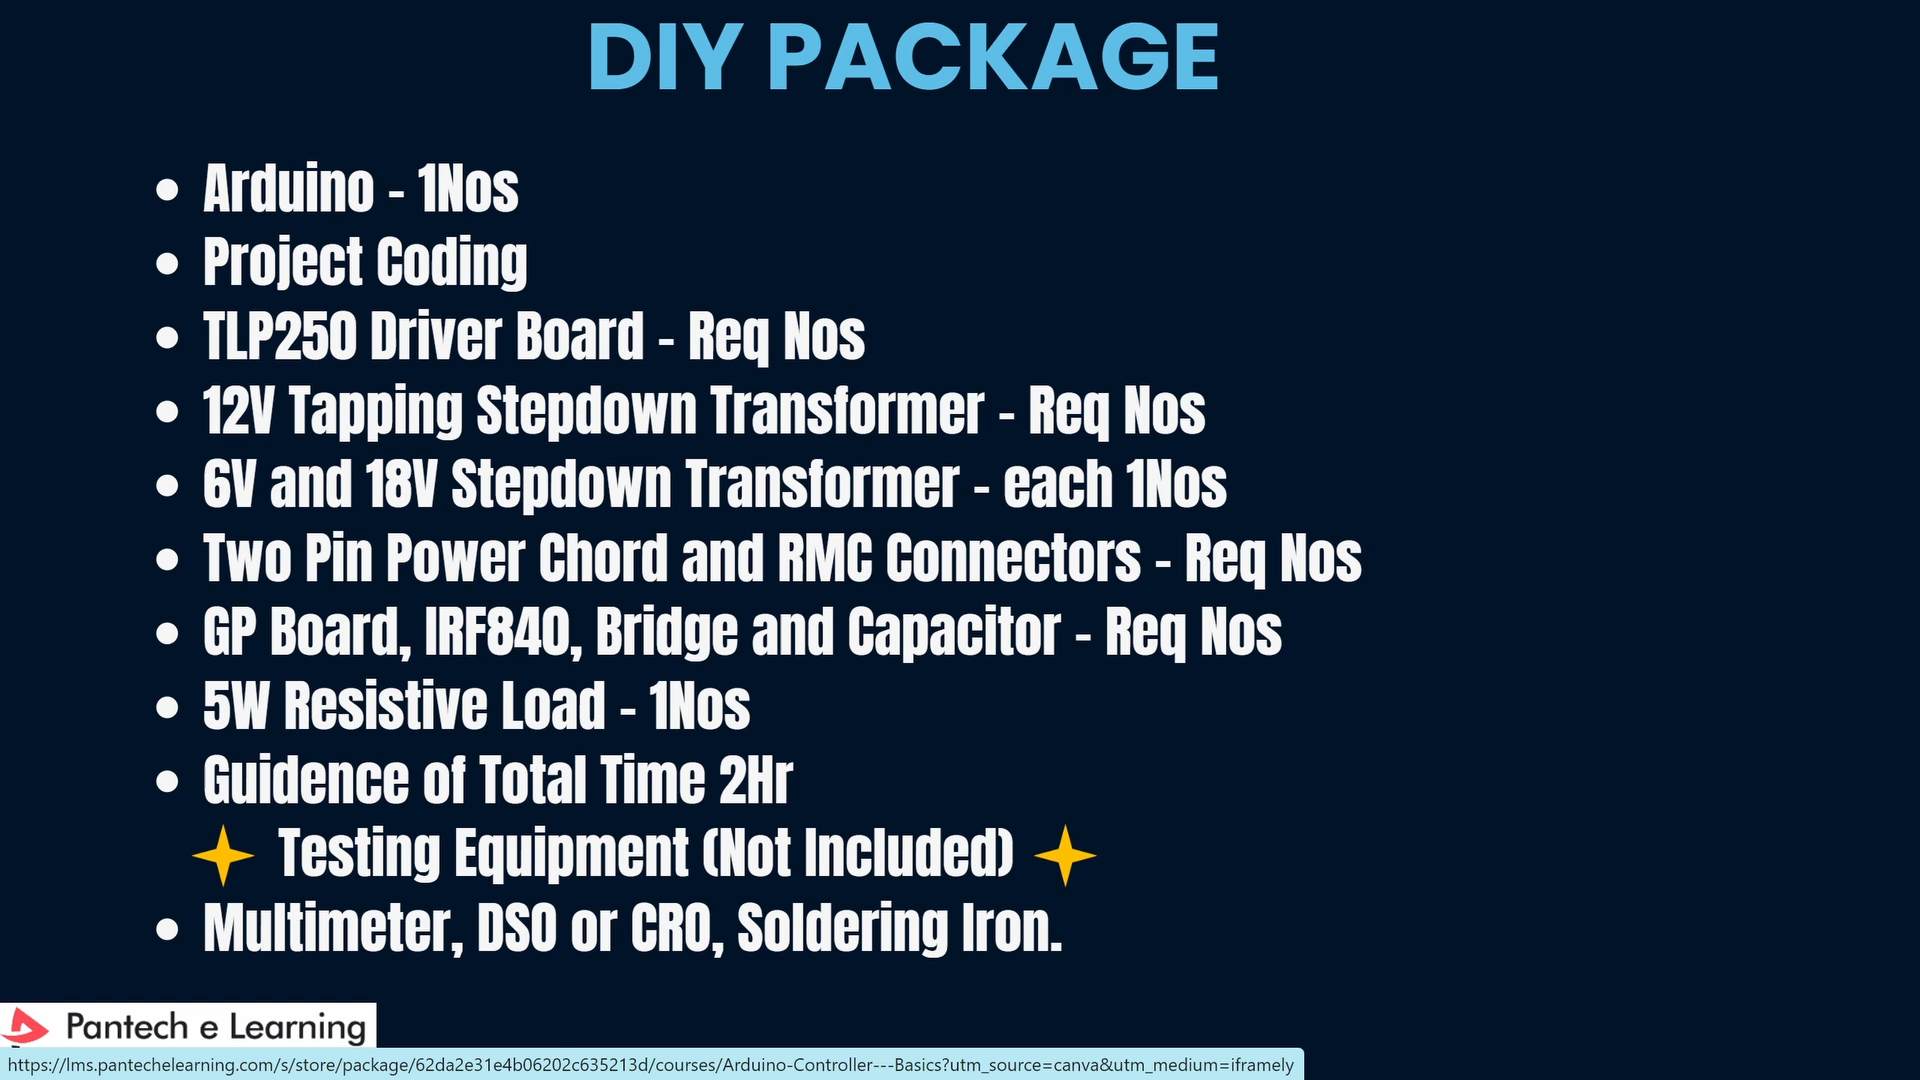 DIY PACKAGE
• Arduino - 1Nos
• Project Coding
• TLP250 Driver Board - Req Nos
• 12V Tapping Stepdown Transformer - Req Nos
• 6V and 18V Stepdown Transformer - each 1Nos
• Two Pin Power Chord and RMC Connectors - Req Nos
• GP Board, IRF840, Bridge and Capacitor - Req Nos
• 5W Resistive Load - 1Nos
• Guidence of Total Time 2Hr
Testing Equipment (Not Included)
• Multimeter, DSO or CRO, Soldering Iron.
Pantech e Learning
https://lms.pantechelearning.com/s/store/package/62da2e31e4b06202c635213d/courses/Arduino-Controller---Basics?utm_source=canva&utm_medium=iframely